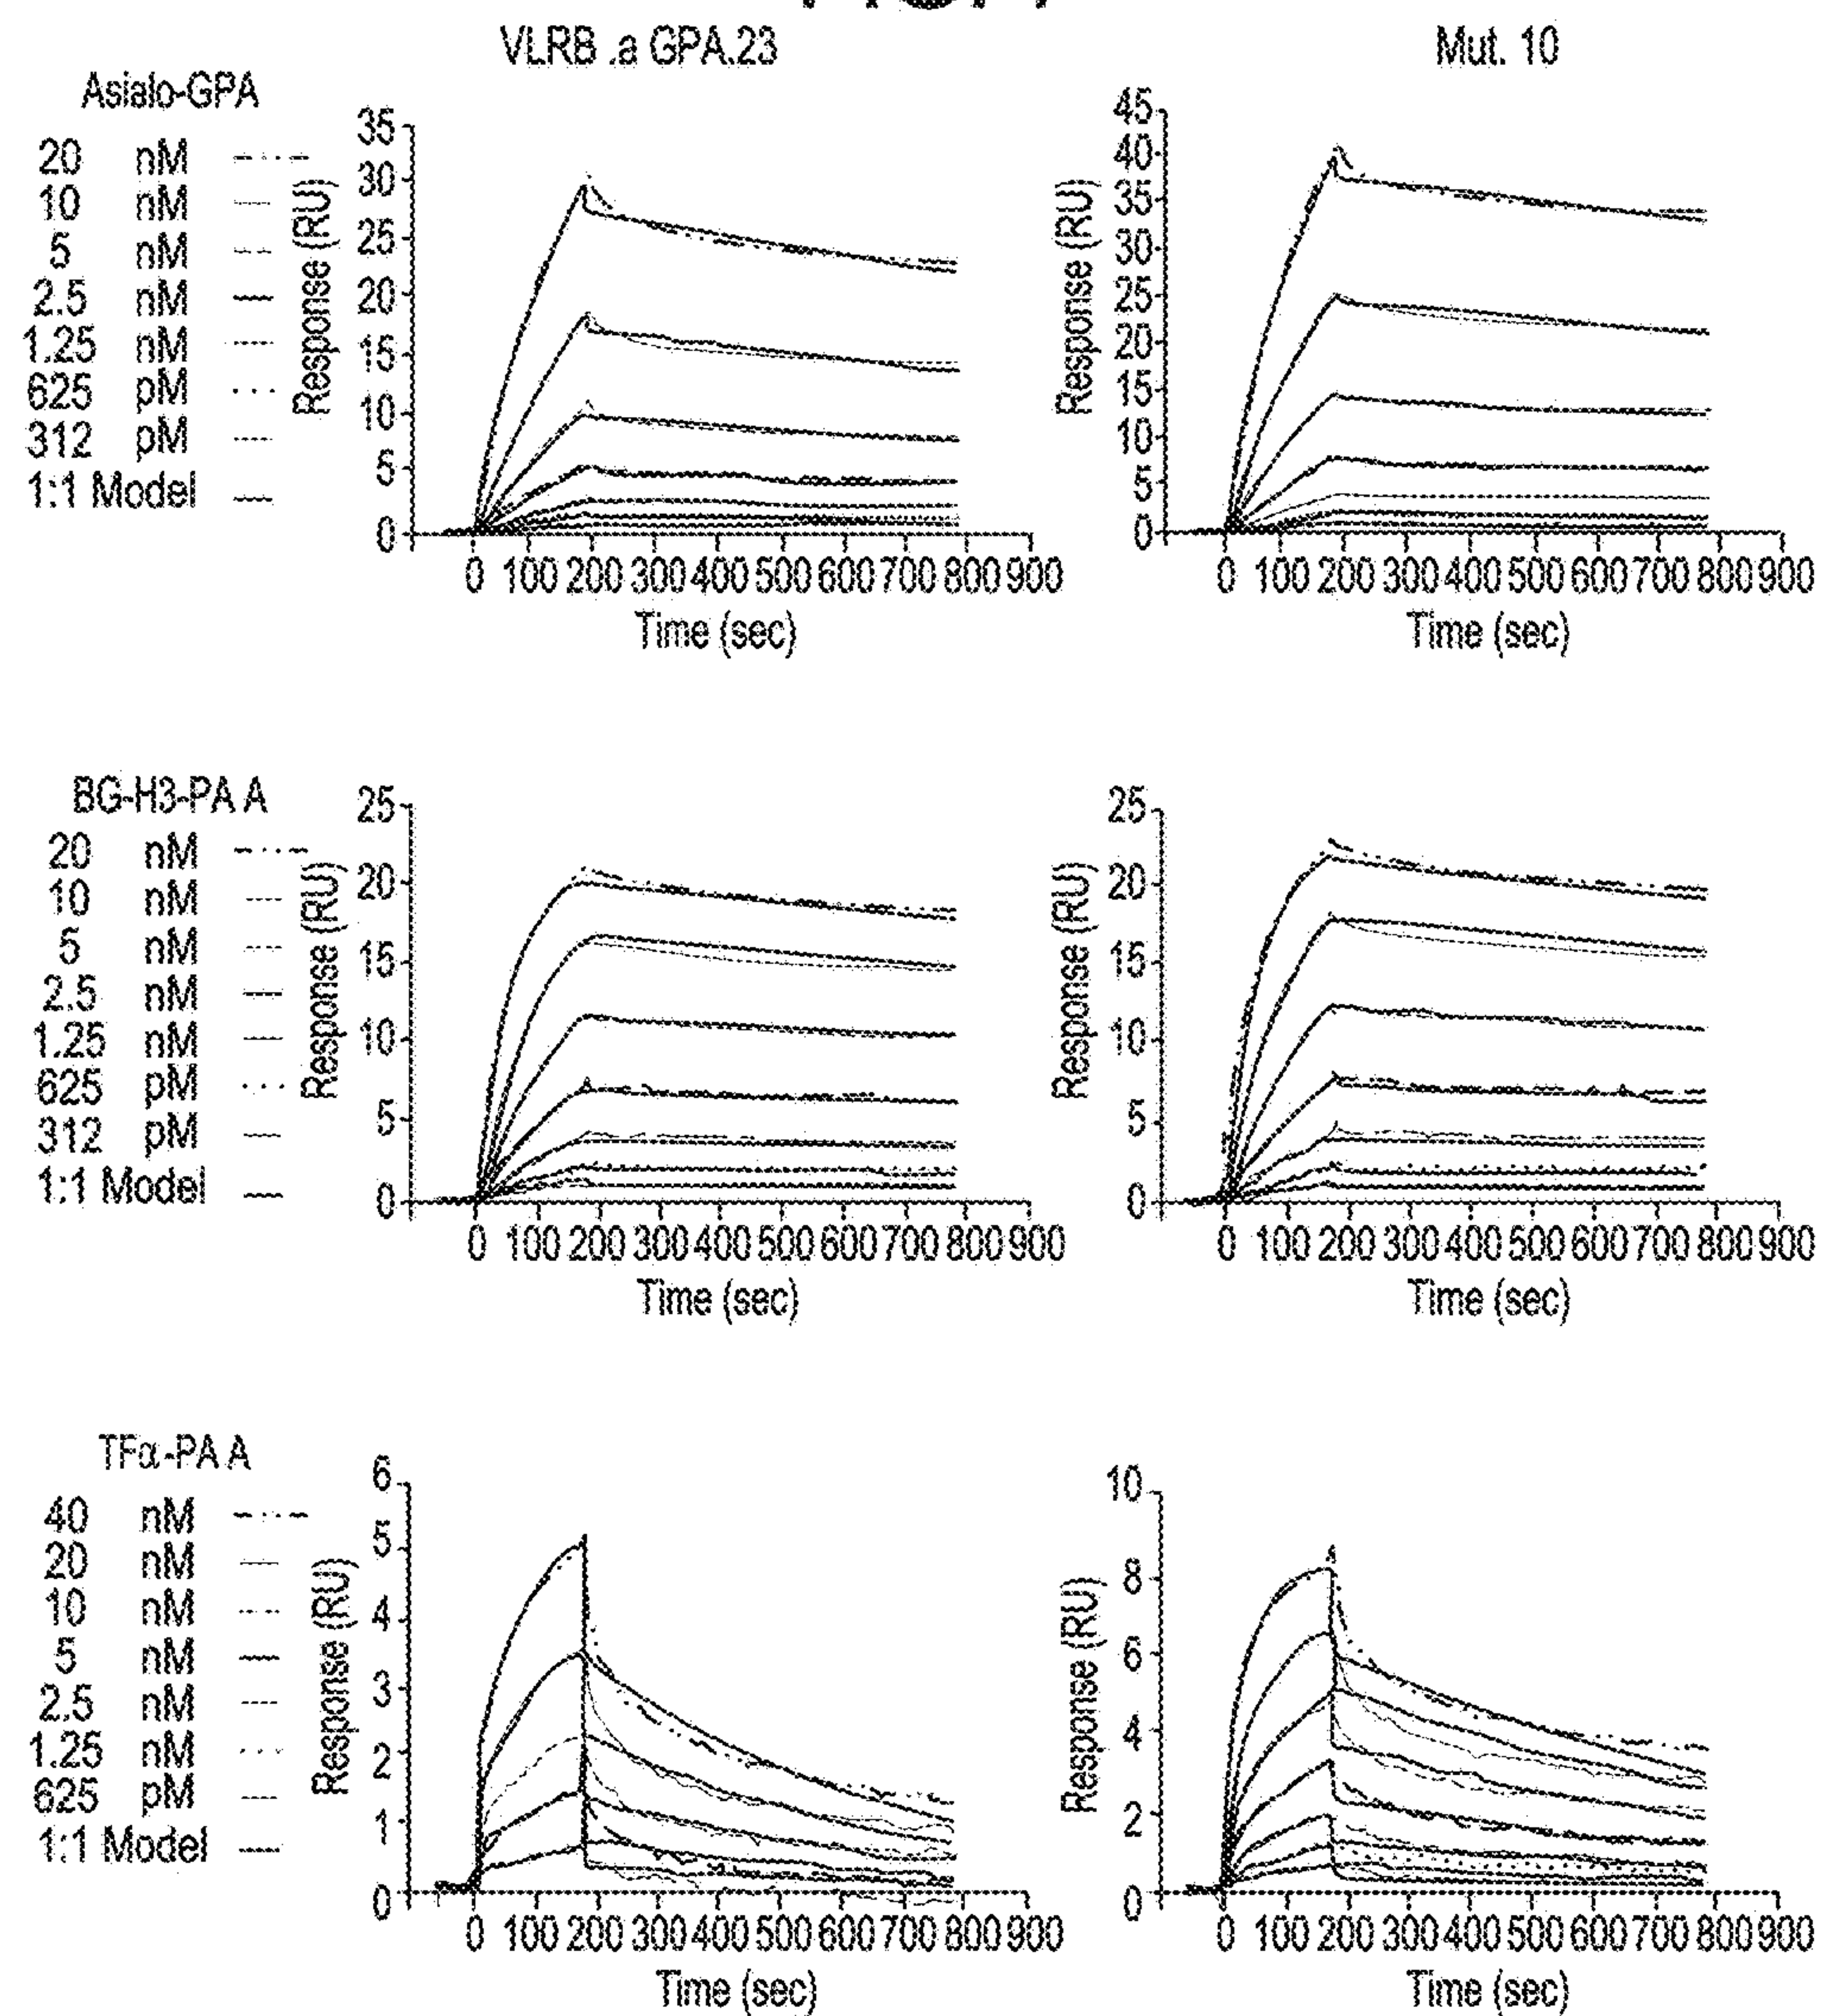 VLRB .a GPA.23
Mut. 10
Asialo-GPA
20 nM
10 nM
5 nM
2.5 nM
1.25 nM
625 pM
312 pM
1:1 Model
Response (RU)
35
30
25
20
15
10
5
0
0 100 200 300 400 500 600 700 800 900
Time (sec)
Response (RU)
45
40
35
30
25
20
15
10
5
0
0 100 200 300 400 500 600 700 800 900
Time (sec)
BG-H3-PA A
20 nM
10 nM
5 nM
2.5 nM
1.25 nM
625 pM
312 pM
1:1 Model
Response (RU)
25
20
15
10
5
0
0 100 200 300 400 500 600 700 800 900
Time (sec)
Response (RU)
25
20
15
10
5
0
0 100 200 300 400 500 600 700 800 900
Time (sec)
TFα-PA A
40 nM
20 nM
10 nM
5 nM
2.5 nM
1.25 nM
625 pM
1:1 Model
Response (RU)
6
5
4
3
2
1
0
0 100 200 300 400 500 600 700 800 900
Time (sec)
Response (RU)
10
8
6
4
2
0
0 100 200 300 400 500 600 700 800 900
Time (sec)